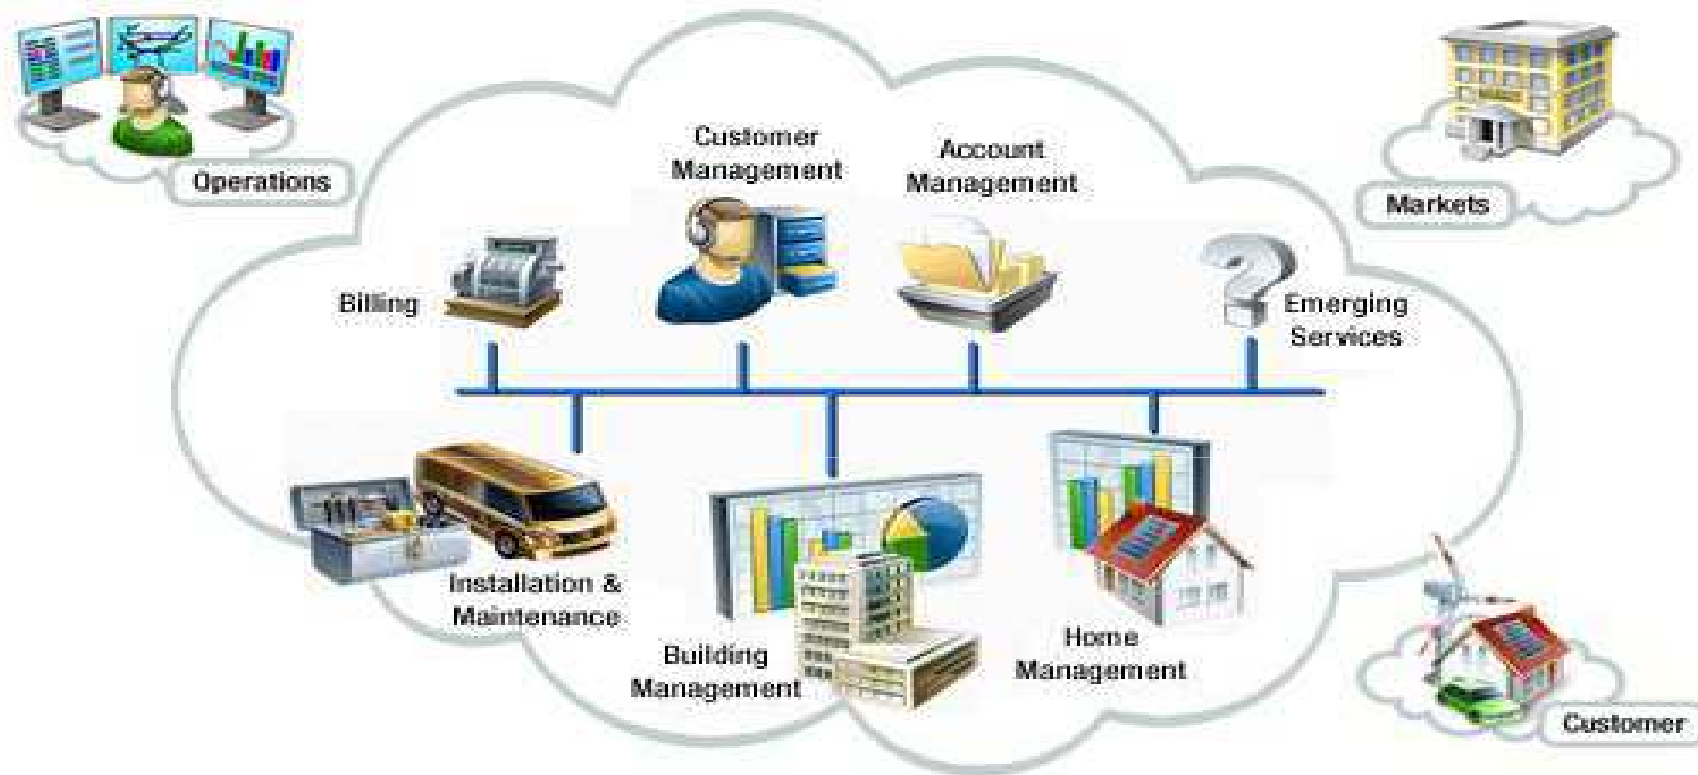 Operations
Customer
Management
Account
Management
Markets
Billing
Emerging
Services
Installation &
Maintenance
Building
Management
Home
Management
Customer